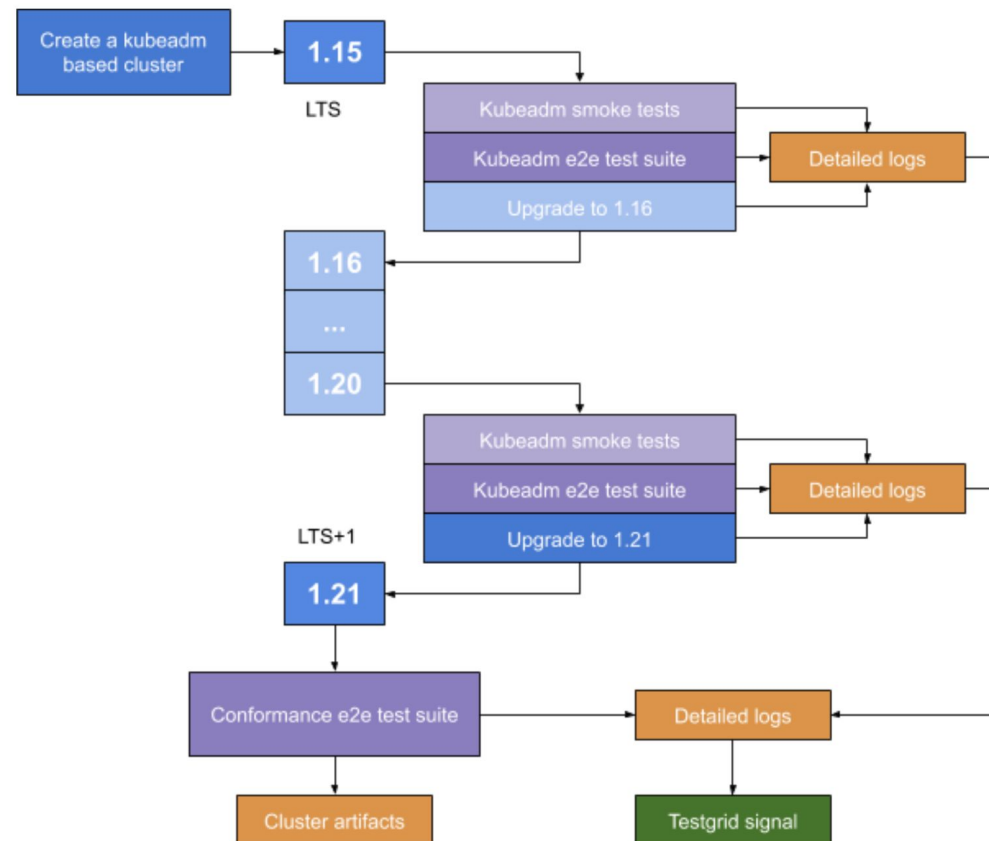 Create a kubeadm
based cluster
1.15
LTS
Kubeadm smoke tests
Kubeadm e2e test suite
Detailed logs
Upgrade to 1.16
1.16
...
1.20
Kubeadm smoke tests
Kubeadm e2e test suite
Detailed logs
Upgrade to 1.21
LTS+1
1.21
Conformance e2e test suite
Detailed logs
Cluster artifacts
Testgrid signal